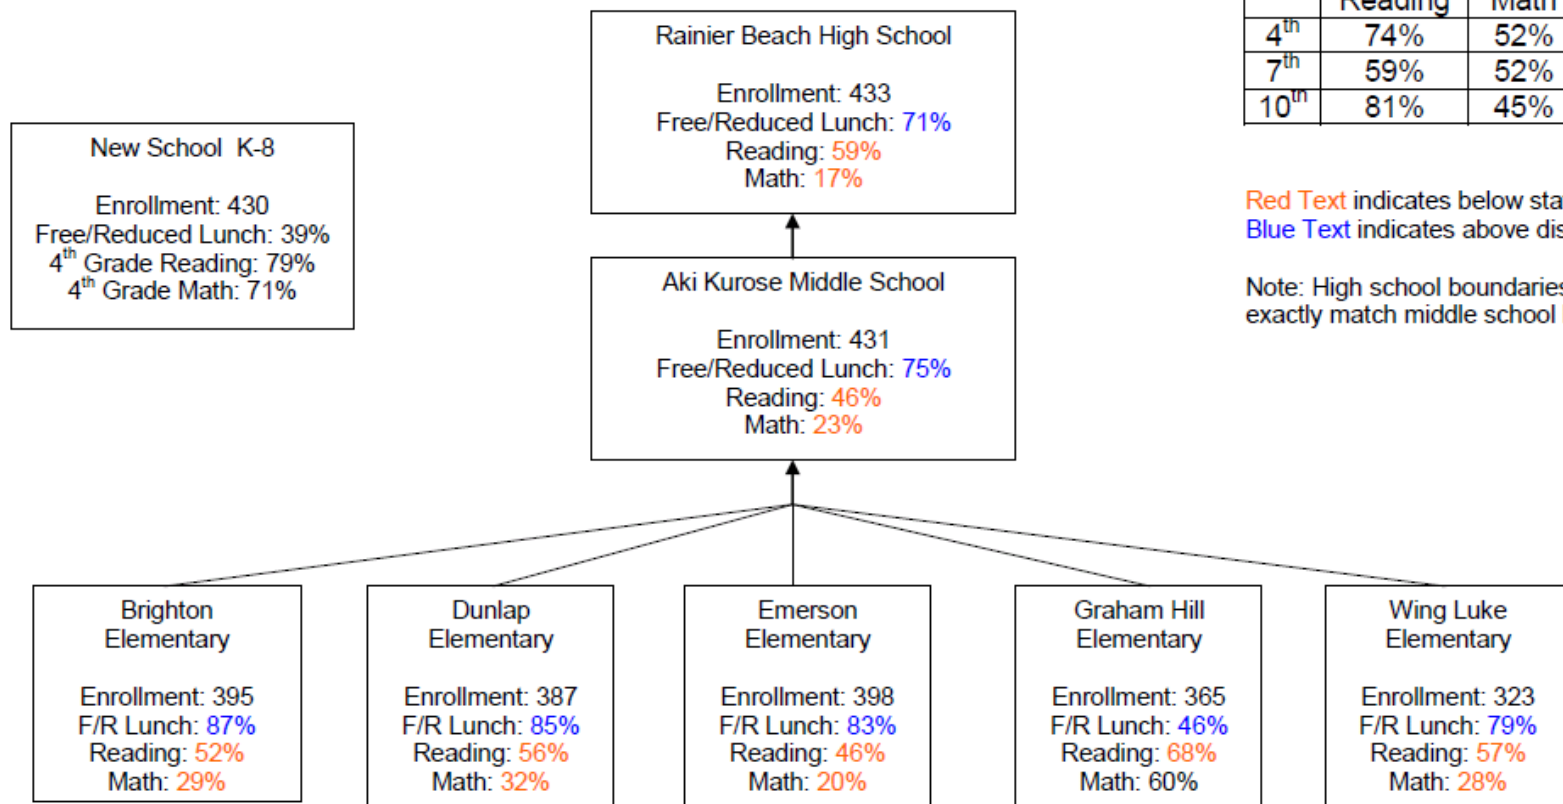 Rainier Beach High School
Enrollment: 433
Free/Reduced Lunch: 71%
Reading: 59%
Math: 17%
Reading Math
4th 74% 52%
7th 59% 52%
10th 81% 45%
New School K-8
Enrollment: 430
Free/Reduced Lunch: 39%
4th Grade Reading: 79%
4th Grade Math: 71%
Red Text indicates below
Blue Text indicates above
Note: High school boundaries
exactly match middle school
Aki Kurose Middle School
Enrollment: 431
Free/Reduced Lunch: 75%
Reading: 46%
Math: 23%
Brighton
Elementary
Enrollment: 395
F/R Lunch: 87%
Reading: 52%
Math: 29%
Dunlap
Elementary
Enrollment: 387
F/R Lunch: 85%
Reading: 56%
Math: 32%
Emerson
Elementary
Enrollment: 398
F/R Lunch: 83%
Reading: 46%
Math: 20%
Graham Hill
Elementary
Enrollment: 365
F/R Lunch: 46%
Reading: 68%
Math: 60%
Wing Luke
Elementary
Enrollment: 323
F/R Lunch: 79%
Reading: 57%
Math: 28%